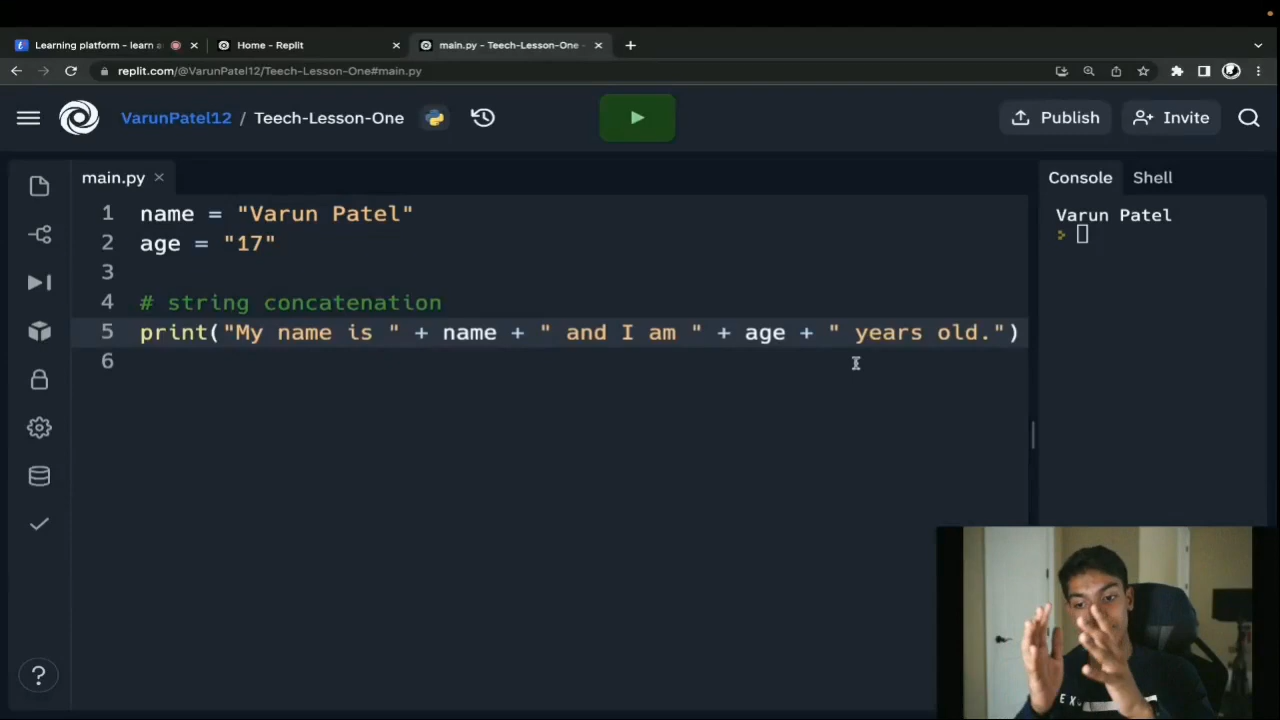 Learning platform - learn a
Home - Replit
main.py - Teech-Lesson-One -
replit.com/@VarunPatel12/Teech-Lesson-One#main.py
VarunPatel12 / Teech-Lesson-One
Publish
Invite
main.py
Console
Shell
1 name = "Varun Patel"
2 age = "17"
3
4 # string concatenation
5 print("My name is " + name + " and I am " + age + " years old.")
6
Varun Patel
>
?